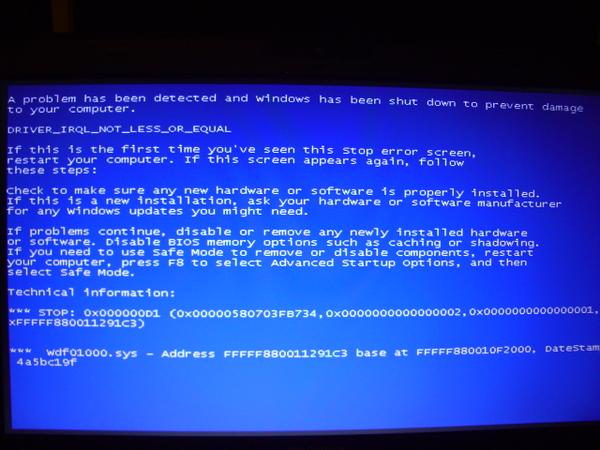 A problem has been detected and Windows has been shut down to prevent damage
to your computer.
DRIVER_IRQL_NOT_LESS_OR_EQUAL
If this is the first time you've seen this Stop error screen,
restart your computer. If this screen appears again, follow
these steps:
Check to make sure any new hardware or software is properly installed.
If this is a new installation, ask your hardware or software manufacturer
for any Windows updates you might need.
If problems continue, disable or remove any newly installed hardware
or software. Disable BIOS memory options such as caching or shadowing.
If you need to use Safe Mode to remove or disable components, restart
your computer, press F8 to select Advanced Startup Options, and then
select Safe Mode.
Technical information:
*** STOP: 0x000000D1 (0x00000580703FB734,0x0000000000000002,0x0000000000000001,
xFFFFF880011291C3)
*** Wdf01000.sys - Address FFFFF880011291C3 base at FFFFF880010F2000, DateStam
4a5bc19f